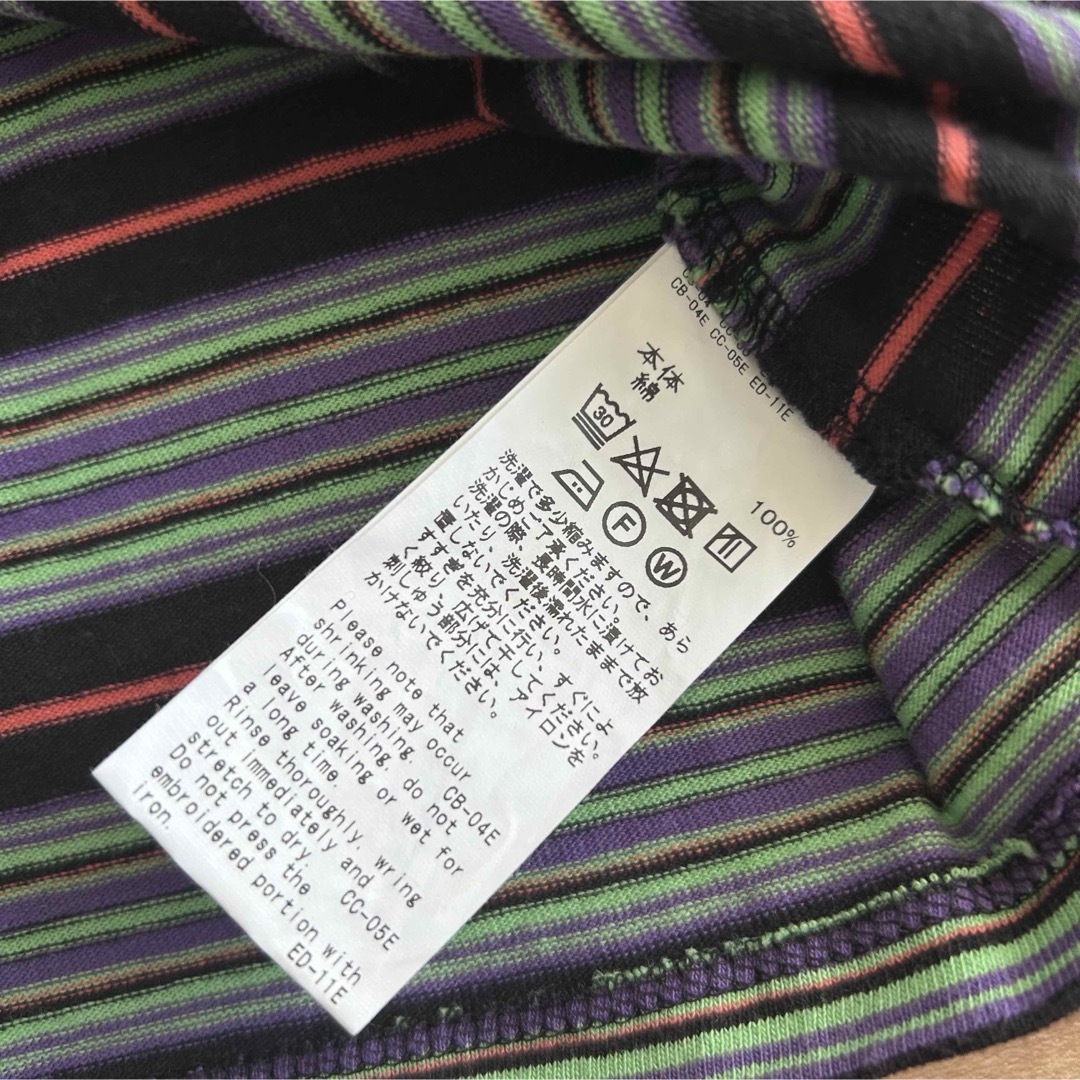 CB-04E CC-05E ED-11E
本体
綿 100%
30
F
W
洗濯で多少縮みますので、あら
かじめご了承ください。
洗濯の際、長時間水に漬けてお
いたり、洗濯後濡れたままで放
置しないでください。
すすぎを充分に行い、すぐによ
く絞り、広げて干してください。
刺しゅう部分には、アイロンを
かけないでください。
Please note that
shrinking may occur
during washing. CB-04E
After washing, do not
leave soaking or wet for
a long time.
Rinse thoroughly, wring
out immediately and
stretch to dry. CC-05E
Do not press the
embroidered portion with
iron. ED-11E